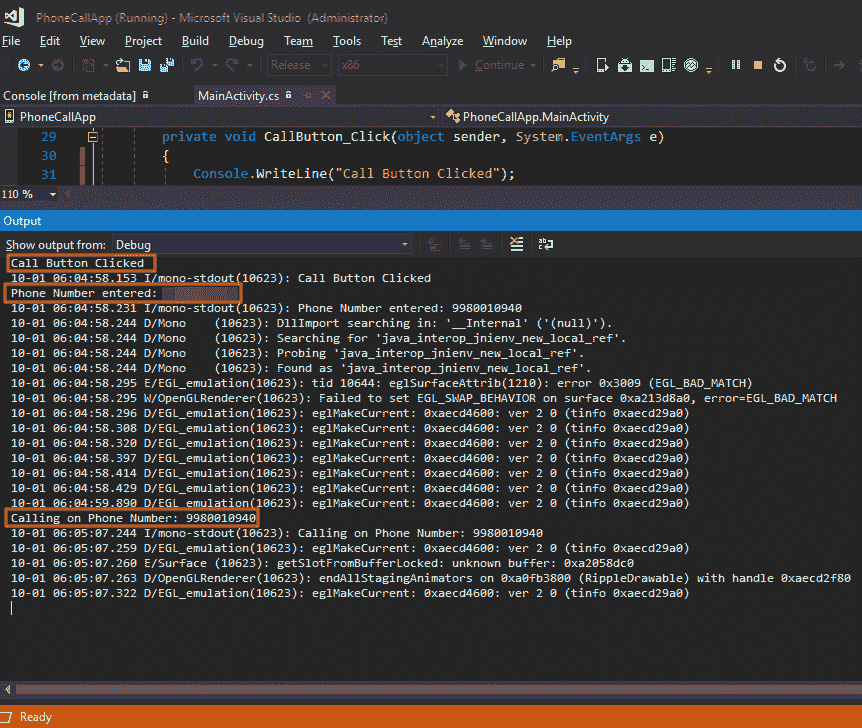 PhoneCallApp (Running) - Microsoft Visual Studio (Administrator)
File Edit View Project Build Debug Team Tools Test Analyze Window Help
Release x86 Continue
Console [from metadata] MainActivity.cs
PhoneCallApp PhoneCallApp.MainActivity
29 private void CallButton_Click(object sender, System.EventArgs e)
30 {
31 Console.WriteLine("Call Button Clicked");
110 %
Output
Show output from: Debug
Call Button Clicked
10-01 06:04:58.153 I/mono-stdout(10623): Call Button Clicked
Phone Number entered:
10-01 06:04:58.231 I/mono-stdout(10623): Phone Number entered: 9980010940
10-01 06:04:58.244 D/Mono    (10623): DllImport searching in: '__Internal' ('(null)').
10-01 06:04:58.244 D/Mono    (10623): Searching for 'java_interop_jnienv_new_local_ref'.
10-01 06:04:58.244 D/Mono    (10623): Probing 'java_interop_jnienv_new_local_ref'.
10-01 06:04:58.244 D/Mono    (10623): Found as 'java_interop_jnienv_new_local_ref'.
10-01 06:04:58.295 E/EGL_emulation(10623): tid 10644: eglSurfaceAttrib(1210): error 0x3009 (EGL_BAD_MATCH)
10-01 06:04:58.295 W/OpenGLRenderer(10623): Failed to set EGL_SWAP_BEHAVIOR on surface 0xa213d8a0, error=EGL_BAD_MATCH
10-01 06:04:58.296 D/EGL_emulation(10623): eglMakeCurrent: 0xaecd4600: ver 2 0 (tinfo 0xaecd29a0)
10-01 06:04:58.308 D/EGL_emulation(10623): eglMakeCurrent: 0xaecd4600: ver 2 0 (tinfo 0xaecd29a0)
10-01 06:04:58.320 D/EGL_emulation(10623): eglMakeCurrent: 0xaecd4600: ver 2 0 (tinfo 0xaecd29a0)
10-01 06:04:58.397 D/EGL_emulation(10623): eglMakeCurrent: 0xaecd4600: ver 2 0 (tinfo 0xaecd29a0)
10-01 06:04:58.414 D/EGL_emulation(10623): eglMakeCurrent: 0xaecd4600: ver 2 0 (tinfo 0xaecd29a0)
10-01 06:04:58.429 D/EGL_emulation(10623): eglMakeCurrent: 0xaecd4600: ver 2 0 (tinfo 0xaecd29a0)
10-01 06:04:59.890 D/EGL_emulation(10623): eglMakeCurrent: 0xaecd4600: ver 2 0 (tinfo 0xaecd29a0)
Calling on Phone Number: 9980010940
10-01 06:05:07.244 I/mono-stdout(10623): Calling on Phone Number: 9980010940
10-01 06:05:07.259 D/EGL_emulation(10623): eglMakeCurrent: 0xaecd4600: ver 2 0 (tinfo 0xaecd29a0)
10-01 06:05:07.260 E/Surface (10623): getSlotFromBufferLocked: unknown buffer: 0xa2058dc0
10-01 06:05:07.263 D/OpenGLRenderer(10623): endAllStagingAnimators on 0xa0fb3800 (RippleDrawable) with handle 0xaecd2f80
10-01 06:05:07.322 D/EGL_emulation(10623): eglMakeCurrent: 0xaecd4600: ver 2 0 (tinfo 0xaecd29a0)
Ready